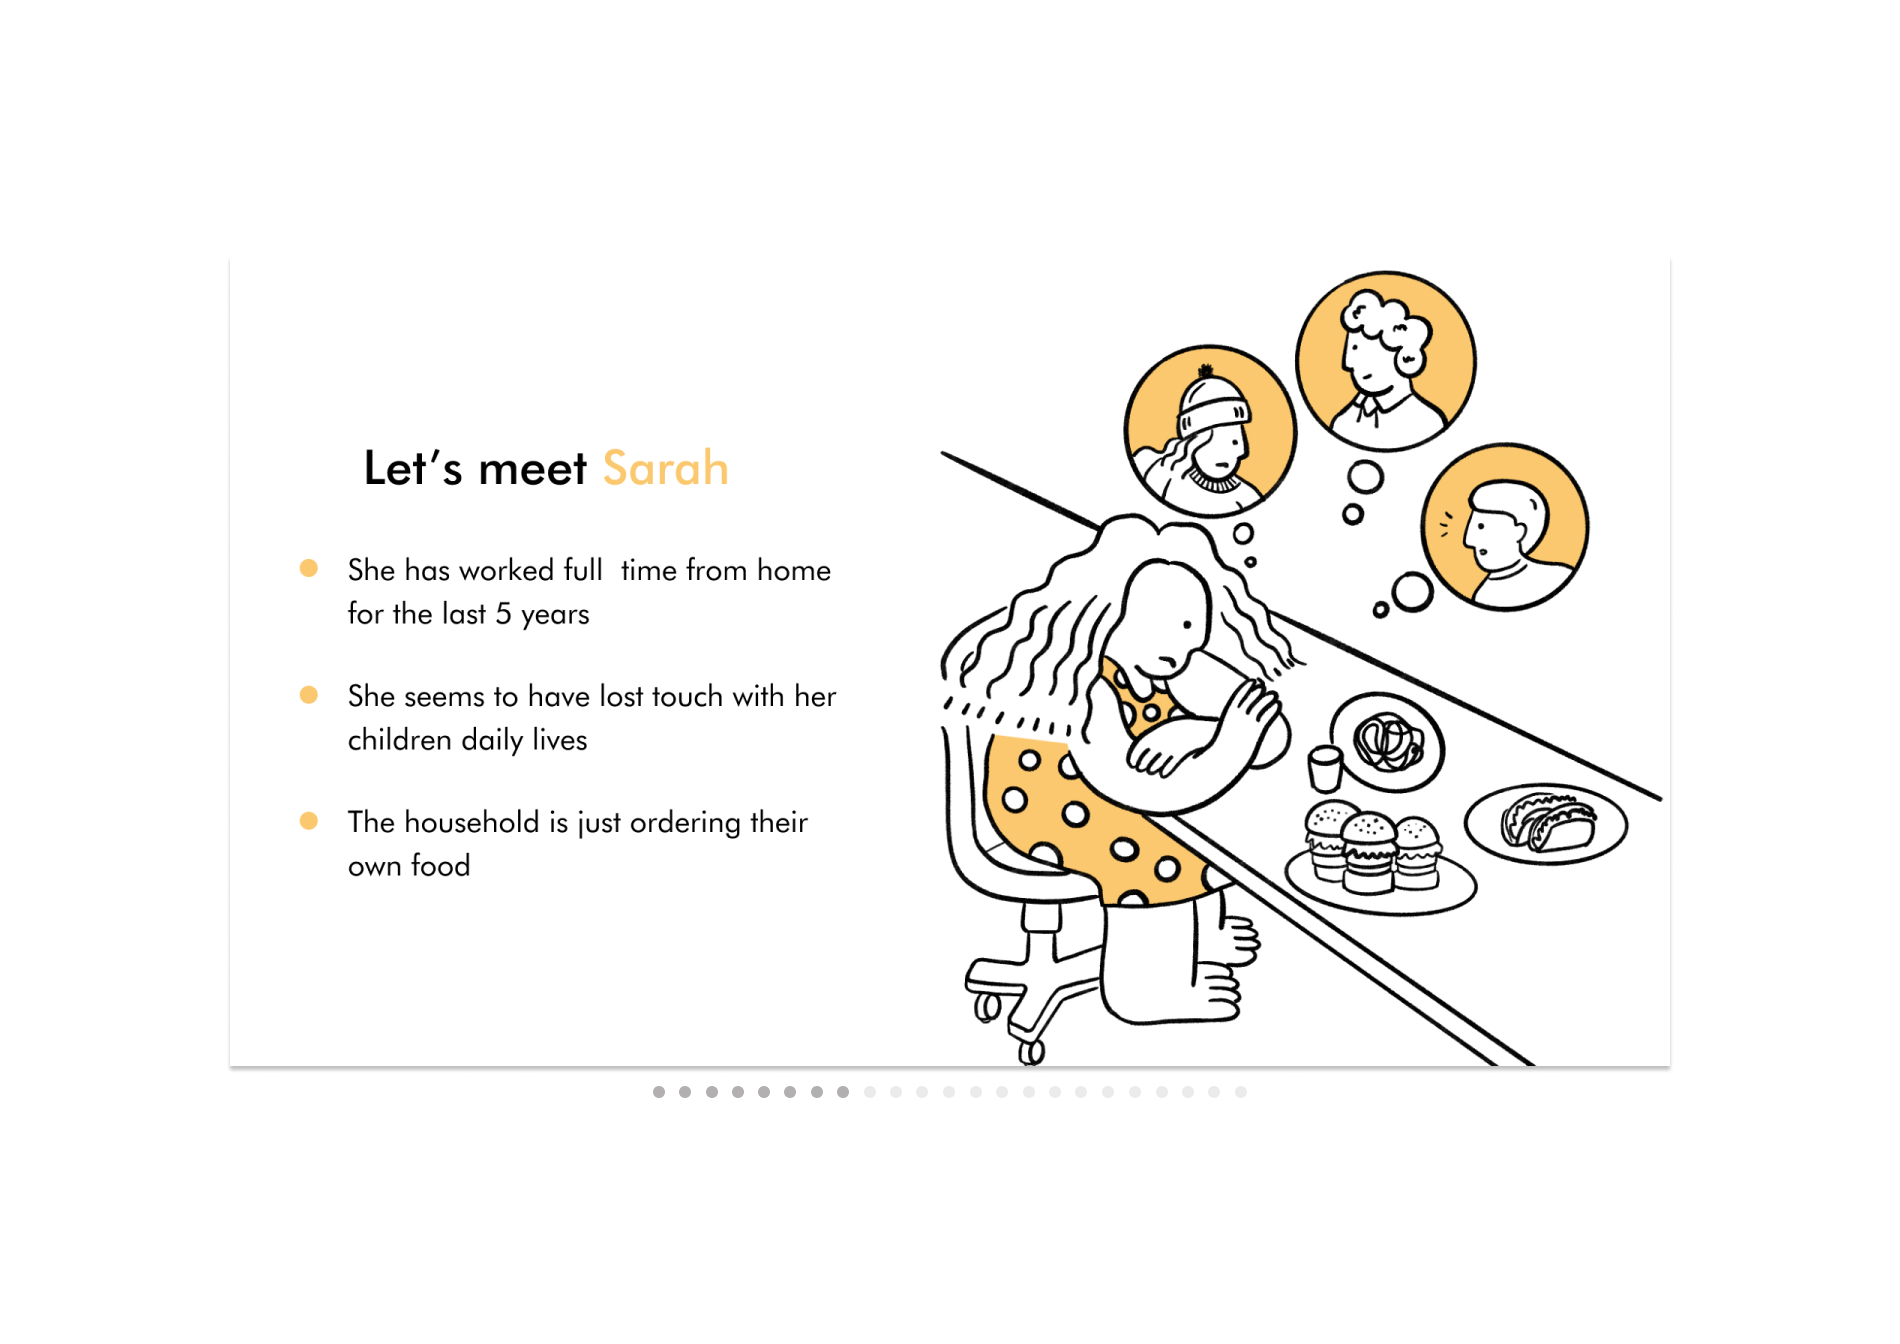 Let’s meet Sarah
She has worked full  time from home
for the last 5 years
She seems to have lost touch with her
children daily lives
The household is just ordering their
own food